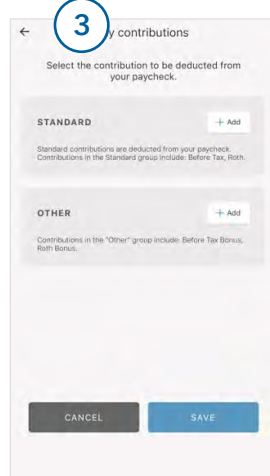 3
← y contributions
Select the contribution to be deducted from
your paycheck.
STANDARD + Add
Standard contributions are deducted from your paycheck.
Contributions in the Standard group include: Before Tax, Roth.
OTHER + Add
Contributions in the "Other" group include: Before Tax Bonus,
Roth Bonus.
CANCEL SAVE